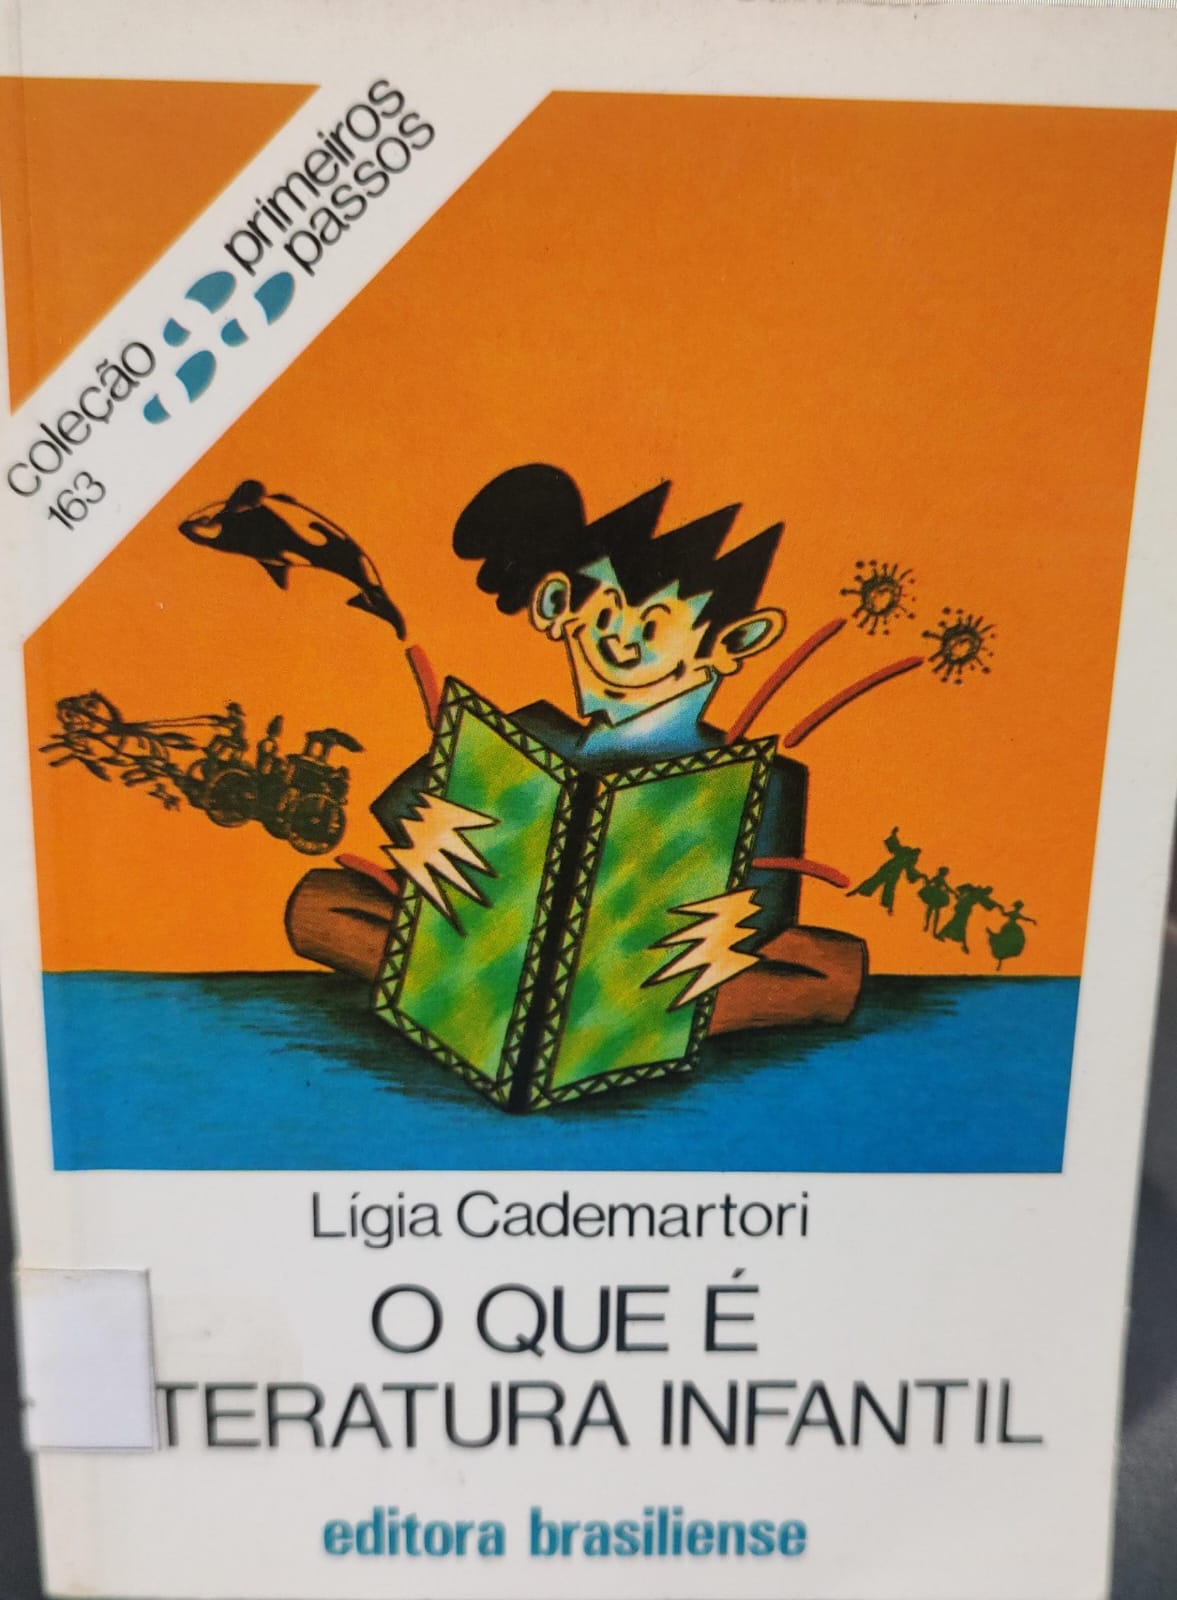 coleção
primeiros
passos
163
Lígia Cademartori
O QUE É
TERATURA INFANTIL
editora brasiliense